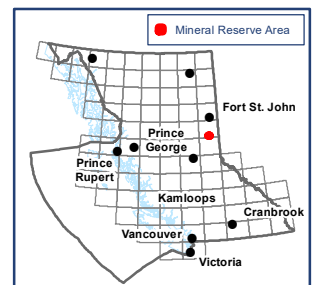 Mineral Reserve Area
Fort St. John
Prince
George
Prince
Rupert
Kamloops
Cranbrook
Vancouver
Victoria